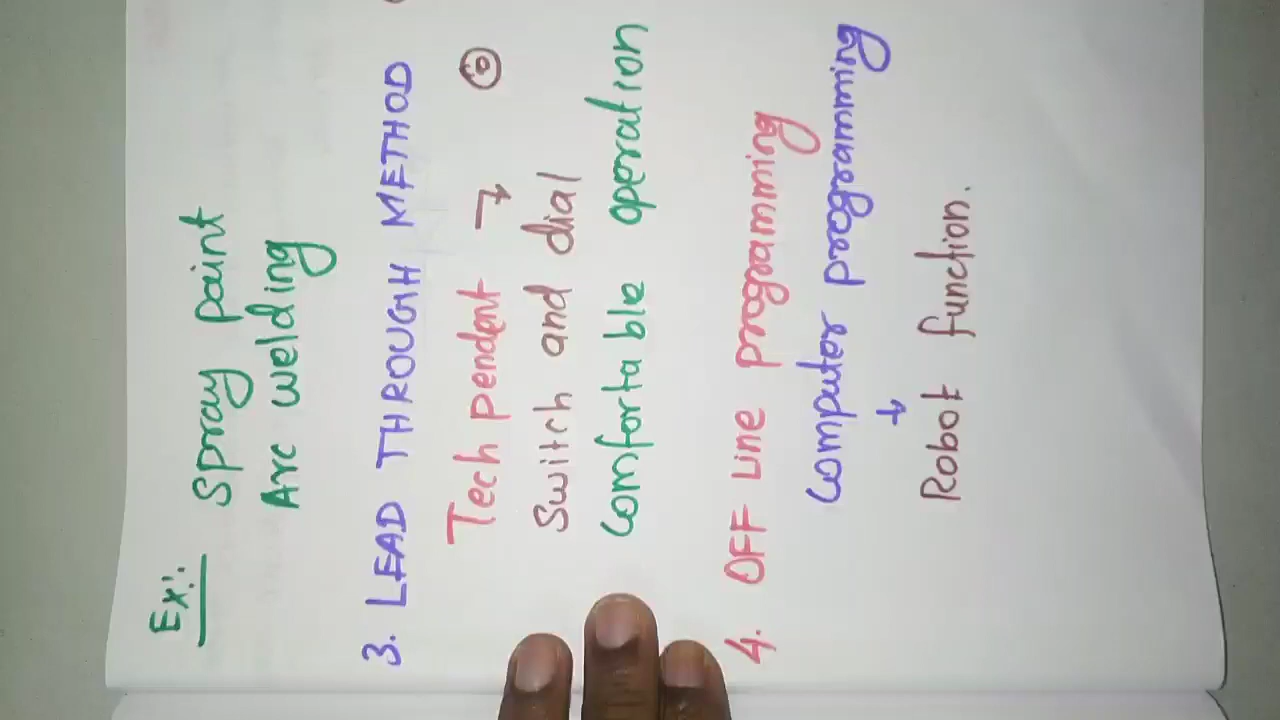 Ex:- Spray paint
Arc welding
3. LEAD THROUGH METHOD
Tech pendent →
Switch and dial
Comfortable operation
4. OFF Line programming
Computer programming
↓
Robot function.